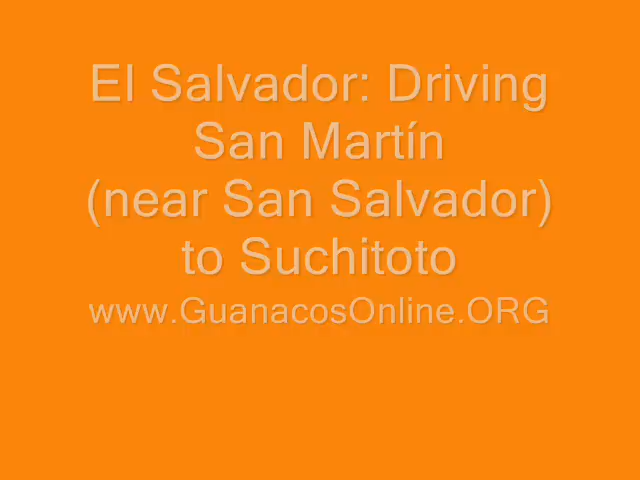 El Salvador: Driving
San Martín
(near San Salvador)
to Suchitoto
www.GuanacosOnline.ORG